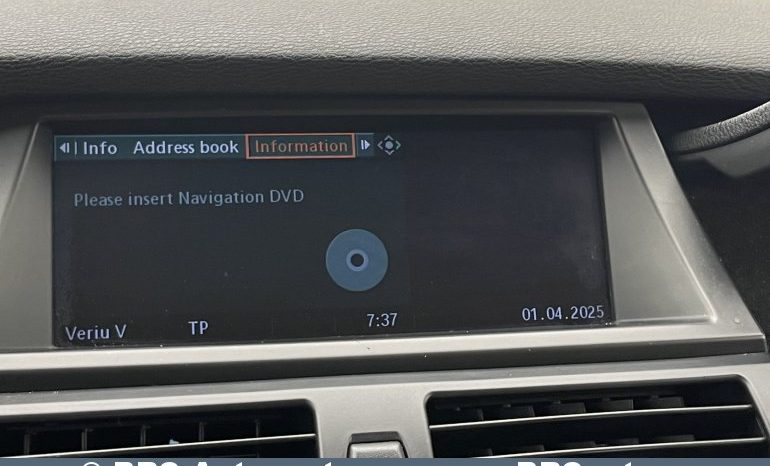 Info Address book Information
Please insert Navigation DVD
Veriu V TP 7:37 01.04.2025